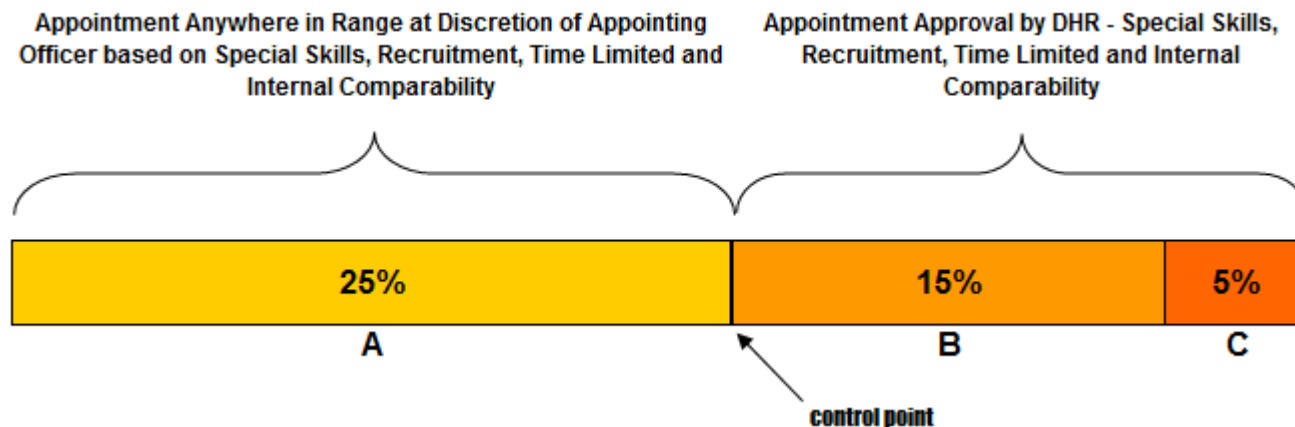 Appointment Anywhere in Range at Discretion of Appointing
Officer based on Special Skills, Recruitment, Time Limited and
Internal Comparability
Appointment Approval by DHR - Special Skills,
Recruitment, Time Limited and Internal
Comparability
25%
15%
5%
A
B
C
control point